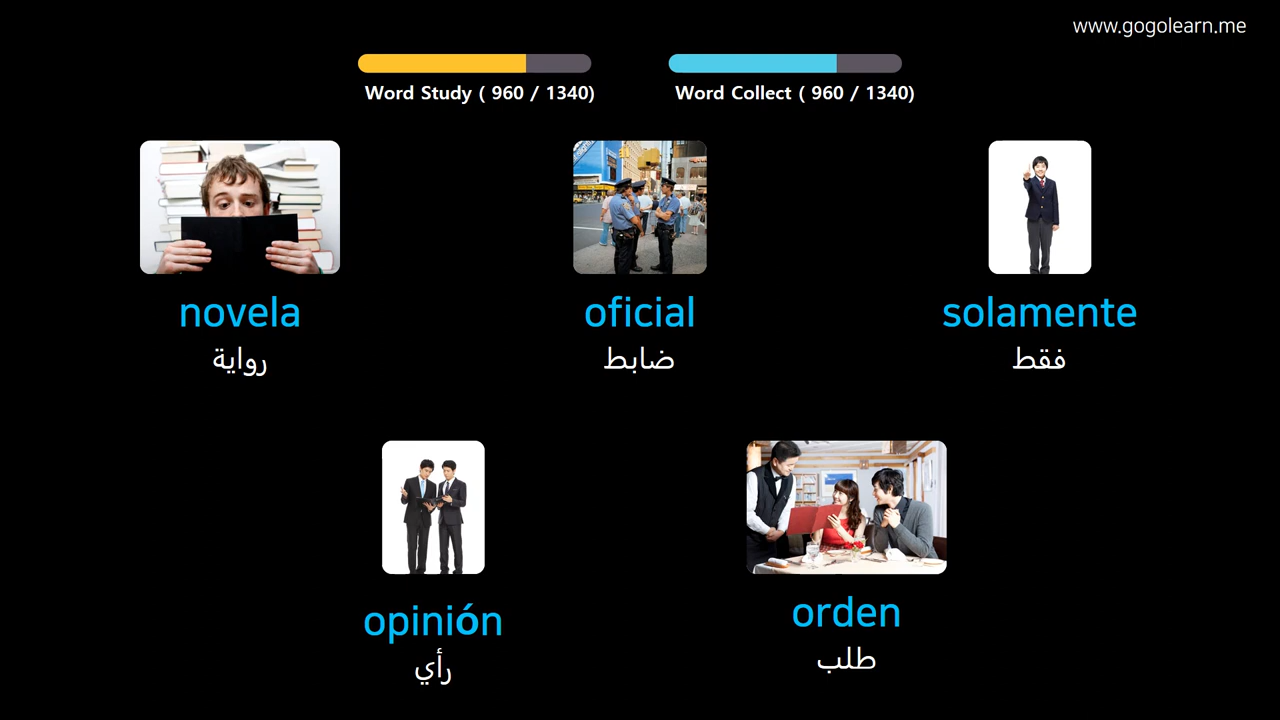 www.gogolearn.me
Word Study ( 960 / 1340)
Word Collect ( 960 / 1340)
novela
رواية
oficial
ضابط
solamente
فقط
opinión
رأي
orden
طلب